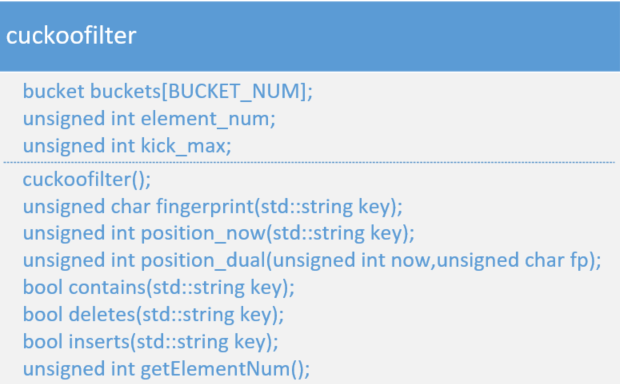 cuckoofilter
bucket buckets[BUCKET_NUM];
unsigned int element_num;
unsigned int kick_max;
cuckoofilter();
unsigned char fingerprint(std::string key);
unsigned int position_now(std::string key);
unsigned int position_dual(unsigned int now,unsigned char fp);
bool contains(std::string key);
bool deletes(std::string key);
bool inserts(std::string key);
unsigned int getElementNum();